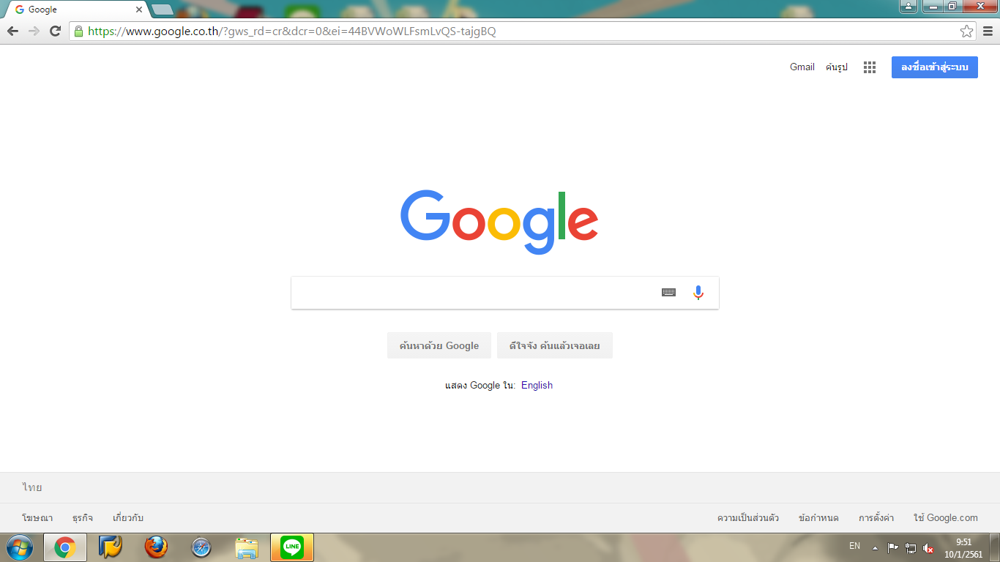 Google
https://www.google.co.th/?gws_rd=cr&dcr=0&ei=44BVWoWLFsmLvQS-tajgBQ
Gmail ค้นรูป ลงชื่อเข้าสู่ระบบ
Google
ค้นหาด้วย Google ดีใจจัง ค้นแล้วเจอเลย
แสดง Google ใน: English
ไทย
โฆษณา ธุรกิจ เกี่ยวกับ ความเป็นส่วนตัว ข้อกำหนด การตั้งค่า ใช้ Google.com
LINE EN 9:51
10/1/2561